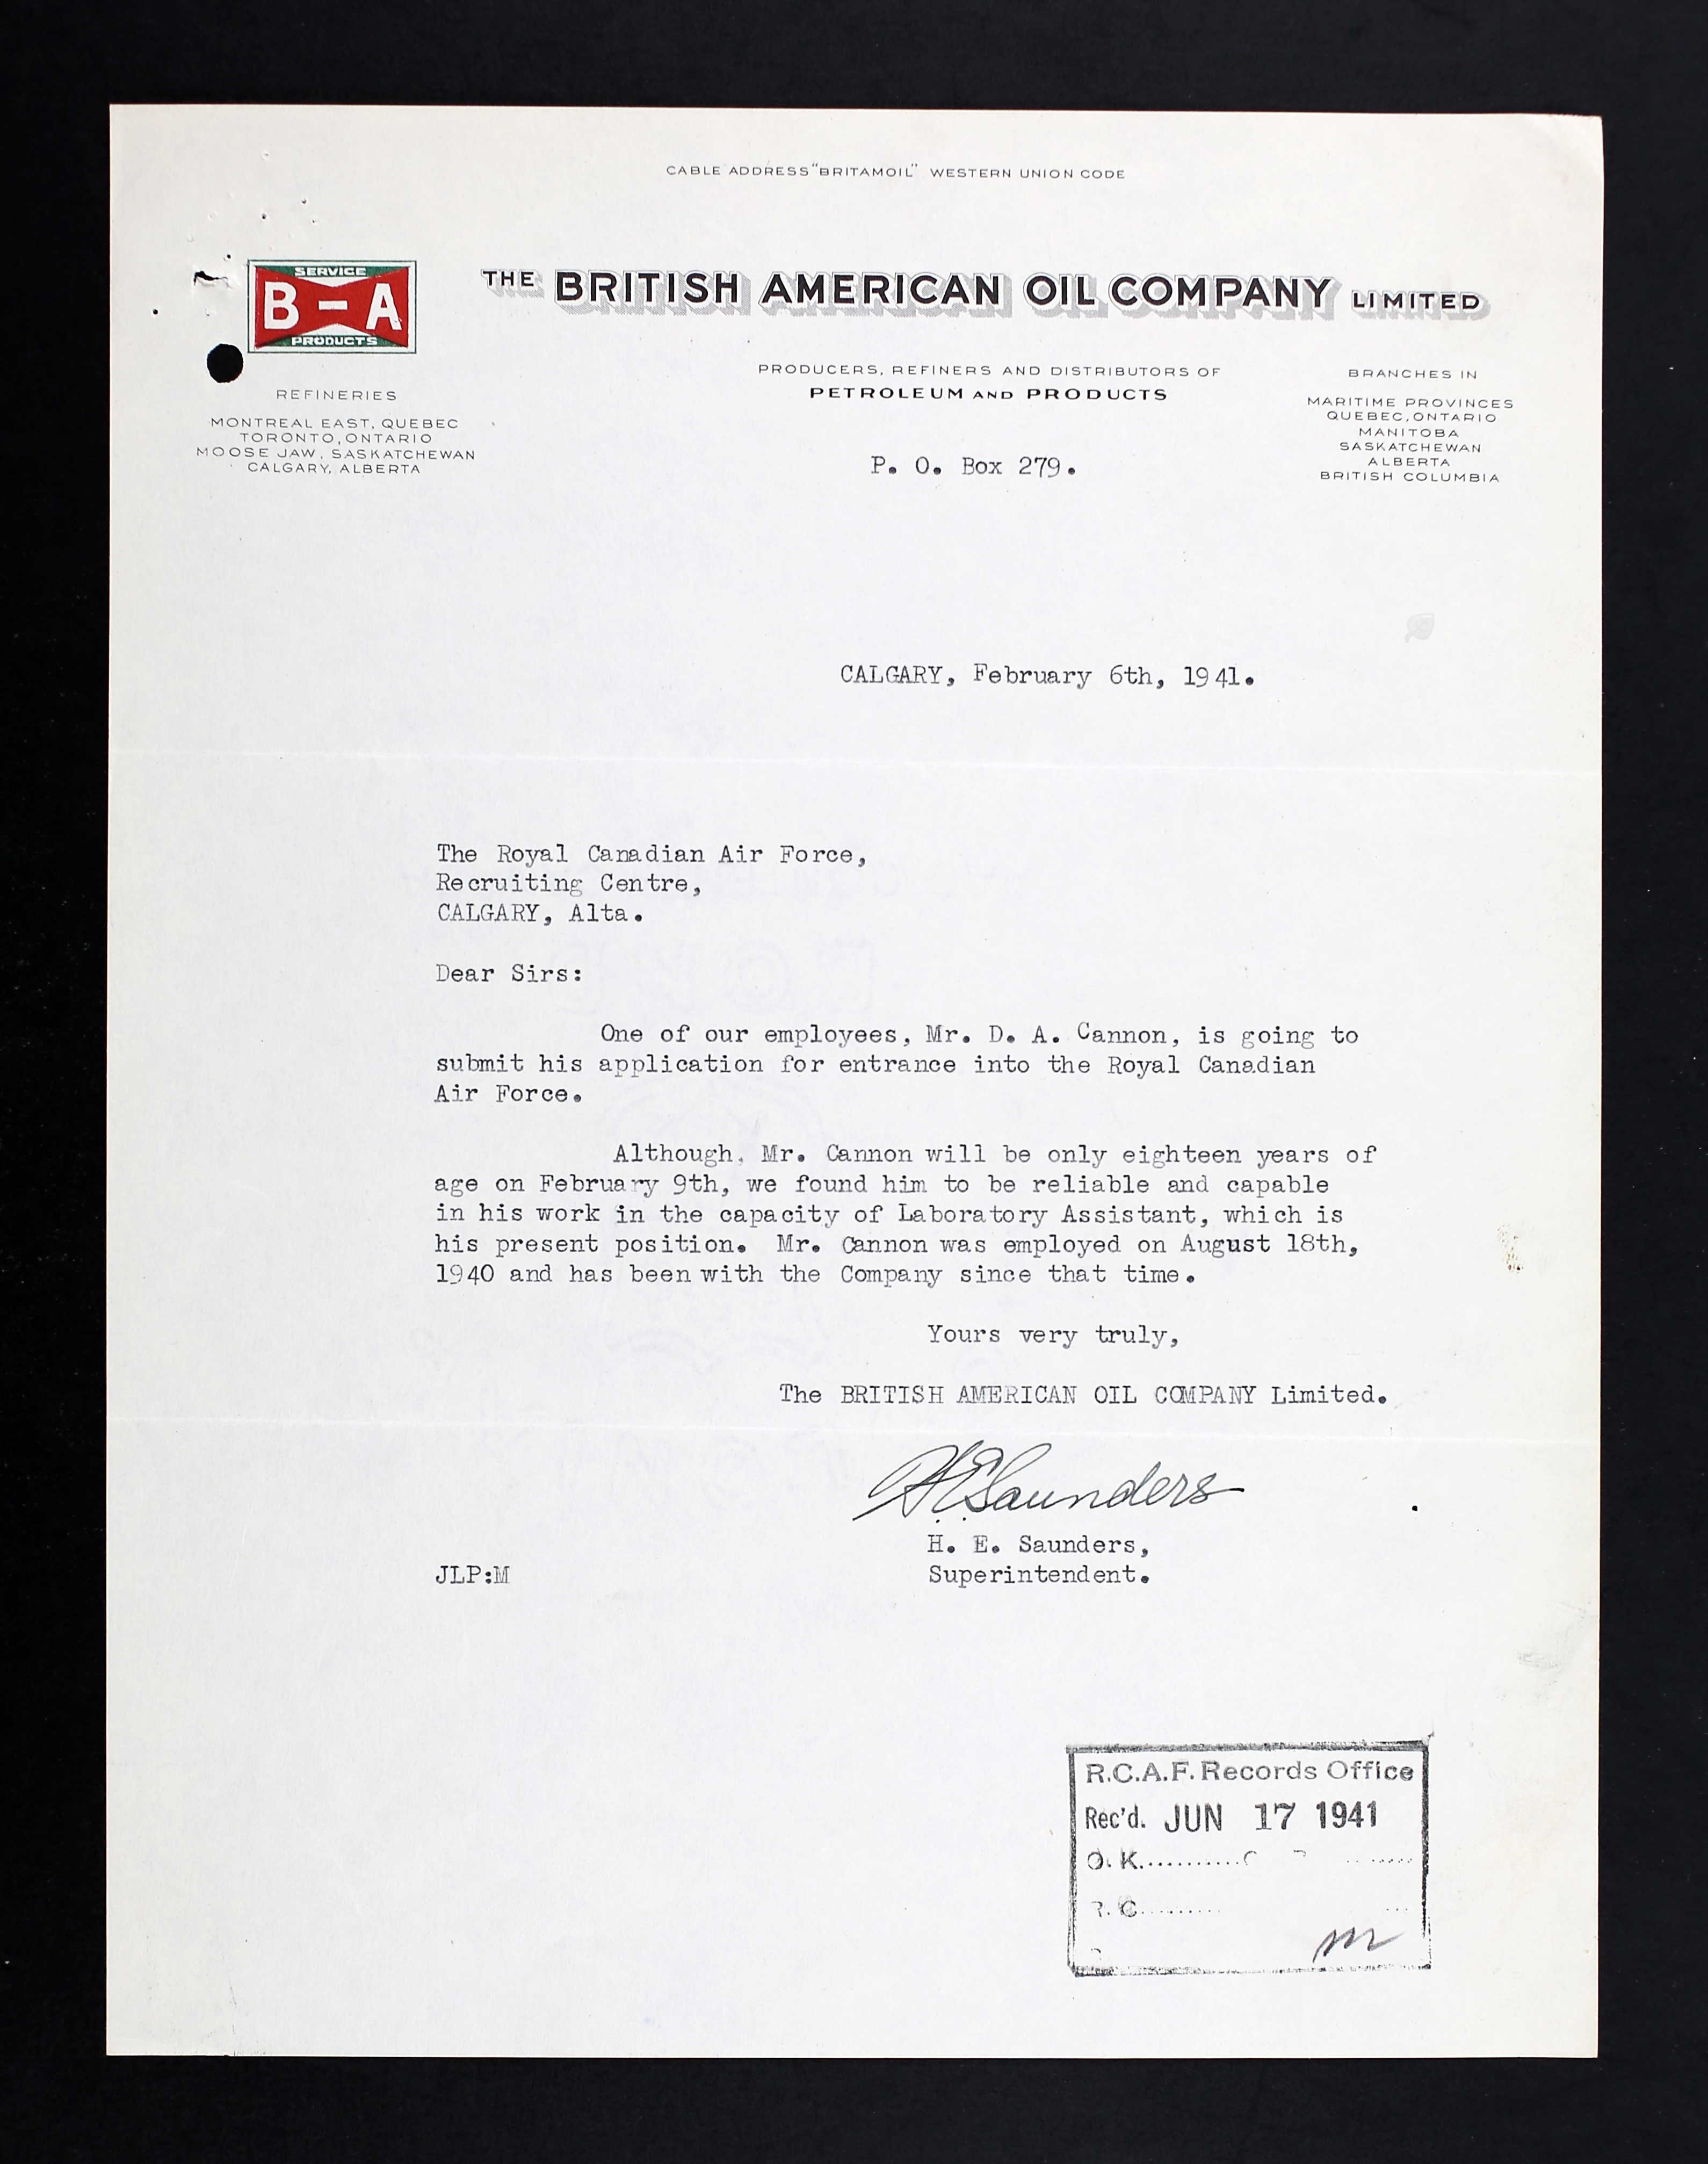 CABLE ADDRESS "BRITAMOIL" WESTERN UNION CODE
SERVICE
B-A
PRODUCTS
THE BRITISH AMERICAN OIL COMPANY LIMITED
PRODUCERS, REFINERS AND DISTRIBUTORS OF
PETROLEUM AND PRODUCTS
REFINERIES
MONTREAL EAST, QUEBEC
TORONTO, ONTARIO
MOOSE JAW, SASKATCHEWAN
CALGARY, ALBERTA
BRANCHES IN
MARITIME PROVINCES
QUEBEC, ONTARIO
MANITOBA
SASKATCHEWAN
ALBERTA
BRITISH COLUMBIA
P. O. Box 279.
CALGARY, February 6th, 1941.
The Royal Canadian Air Force,
Recruiting Centre,
CALGARY, Alta.
Dear Sirs:
One of our employees, Mr. D. A. Cannon, is going to
submit his application for entrance into the Royal Canadian
Air Force.
Although, Mr. Cannon will be only eighteen years of
age on February 9th, we found him to be reliable and capable
in his work in the capacity of Laboratory Assistant, which is
his present position. Mr. Cannon was employed on August 18th,
1940 and has been with the Company since that time.
Yours very truly,
The BRITISH AMERICAN OIL COMPANY Limited.
H E Saunders
H. E. Saunders,
Superintendent.
JLP:M
R.C.A.F. Records Office
Rec'd. JUN 17 1941
O. K.
m